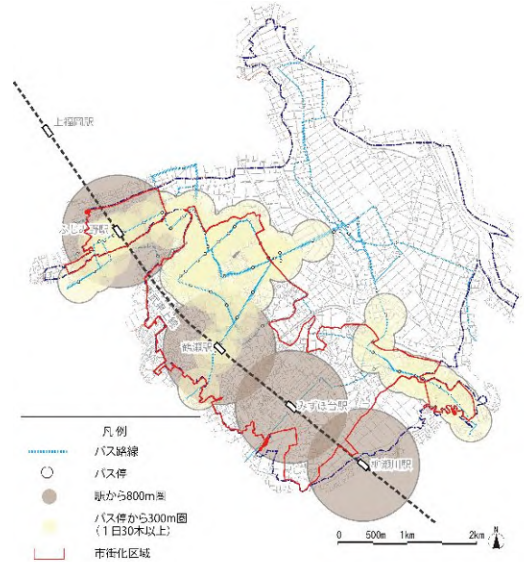 上福岡駅
ふじみ野駅
鶴瀬駅
みずほ台駅
柳瀬川駅
凡例
バス路線
バス停
駅から800m圏
バス停から300m圏
(1日30本以上)
市街化区域
0 500m 1km 2km
N